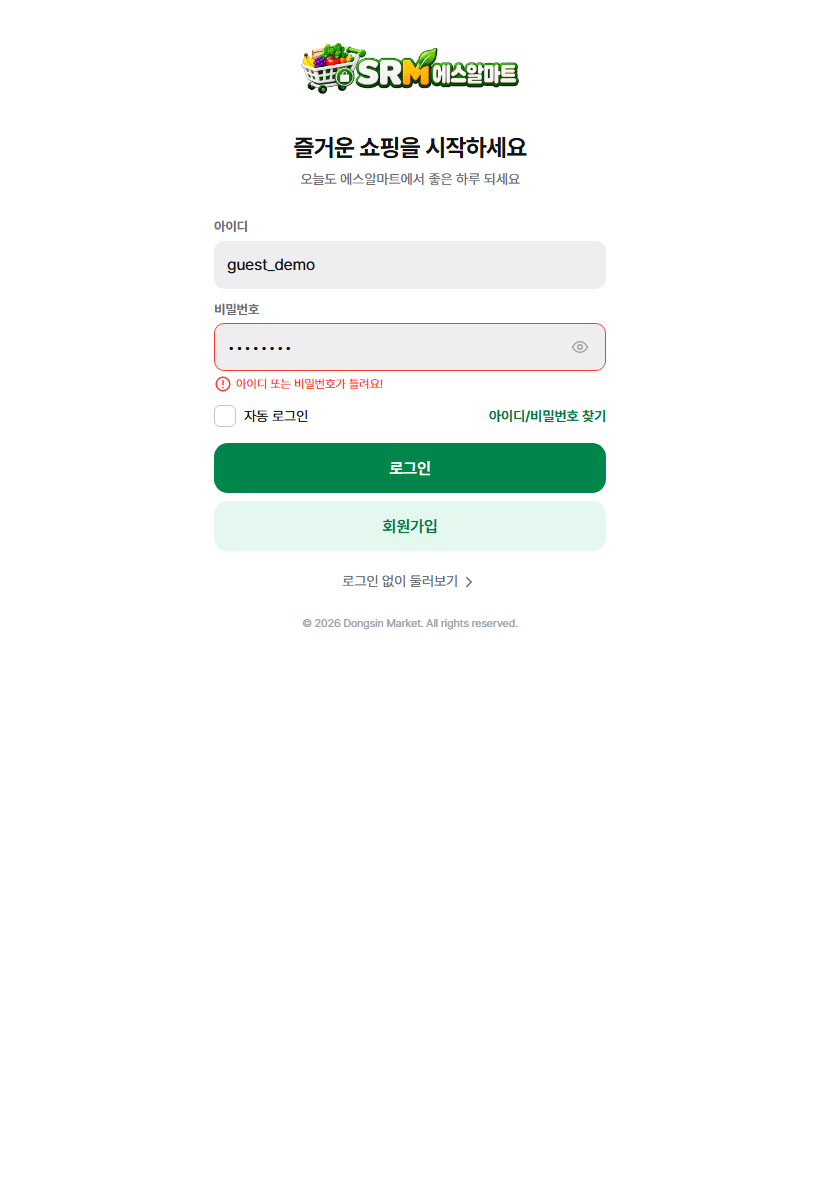 SRM 에스알마트
즐거운 쇼핑을 시작하세요
오늘도 에스알마트에서 좋은 하루 되세요
아이디
guest_demo
비밀번호
••••••••
아이디 또는 비밀번호가 틀려요!
자동 로그인
아이디/비밀번호 찾기
로그인
회원가입
로그인 없이 둘러보기
© 2026 Dongsin Market. All rights reserved.